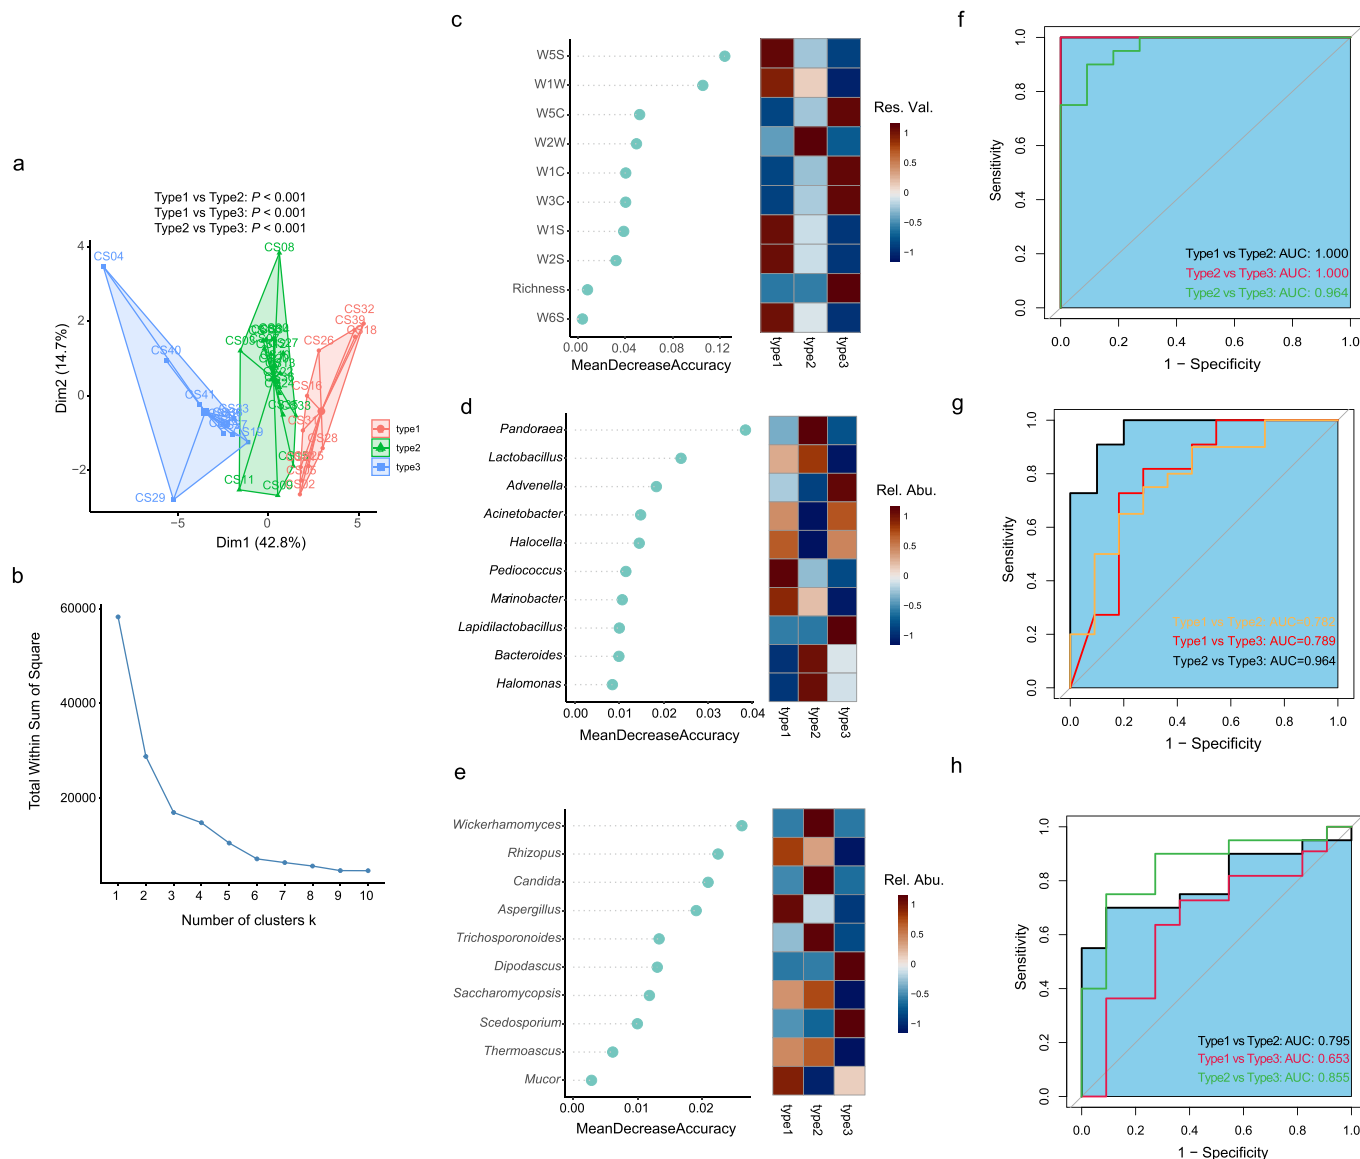 a
Type1 vs Type2: P < 0.001
Type1 vs Type3: P < 0.001
Type2 vs Type3: P < 0.001
Dim2 (14.7%)
4
2
0
−2
CS04
CS40
CS41
CS29
CS08
CS11
CS26
CS16
CS32
CS39
CS28
−5
0
5
Dim1 (42.8%)
type1
type2
type3
b
Total Within Sum of Square
60000
40000
20000
1 2 3 4 5 6 7 8 9 10
Number of clusters k
c
W5S
W1W
W5C
W2W
W1C
W3C
W1S
W2S
Richness
W6S
0.00 0.04 0.08 0.12
MeanDecreaseAccuracy
type1 type2 type3
Res. Val.
1
0.5
0
−0.5
−1
d
Pandoraea
Lactobacillus
Advenella
Acinetobacter
Halocella
Pediococcus
Marinobacter
Lapidilactobacillus
Bacteroides
Halomonas
0.00 0.01 0.02 0.03 0.04
MeanDecreaseAccuracy
type1 type2 type3
Rel. Abu.
1
0.5
0
−0.5
−1
e
Wickerhamomyces
Rhizopus
Candida
Aspergillus
Trichosporonoides
Dipodascus
Saccharomycopsis
Scedosporium
Thermoascus
Mucor
0.00 0.01 0.02
MeanDecreaseAccuracy
type1 type2 type3
Rel. Abu.
1
0.5
0
−0.5
−1
f
Sensitivity
1.0
0.8
0.6
0.4
0.2
0.0
Type1 vs Type2: AUC: 1.000
Type2 vs Type3: AUC: 1.000
Type2 vs Type3: AUC: 0.964
0.0 0.2 0.4 0.6 0.8 1.0
1 − Specificity
g
Sensitivity
1.0
0.8
0.6
0.4
0.2
0.0
Type1 vs Type3: AUC=0.789
Type2 vs Type3: AUC=0.964
0.0 0.2 0.4 0.6 0.8 1.0
1 − Specificity
h
Sensitivity
1.0
0.8
0.6
0.4
0.2
0.0
Type1 vs Type2: AUC: 0.795
Type1 vs Type3: AUC: 0.653
Type2 vs Type3: AUC: 0.855
0.0 0.2 0.4 0.6 0.8 1.0
1 − Specificity